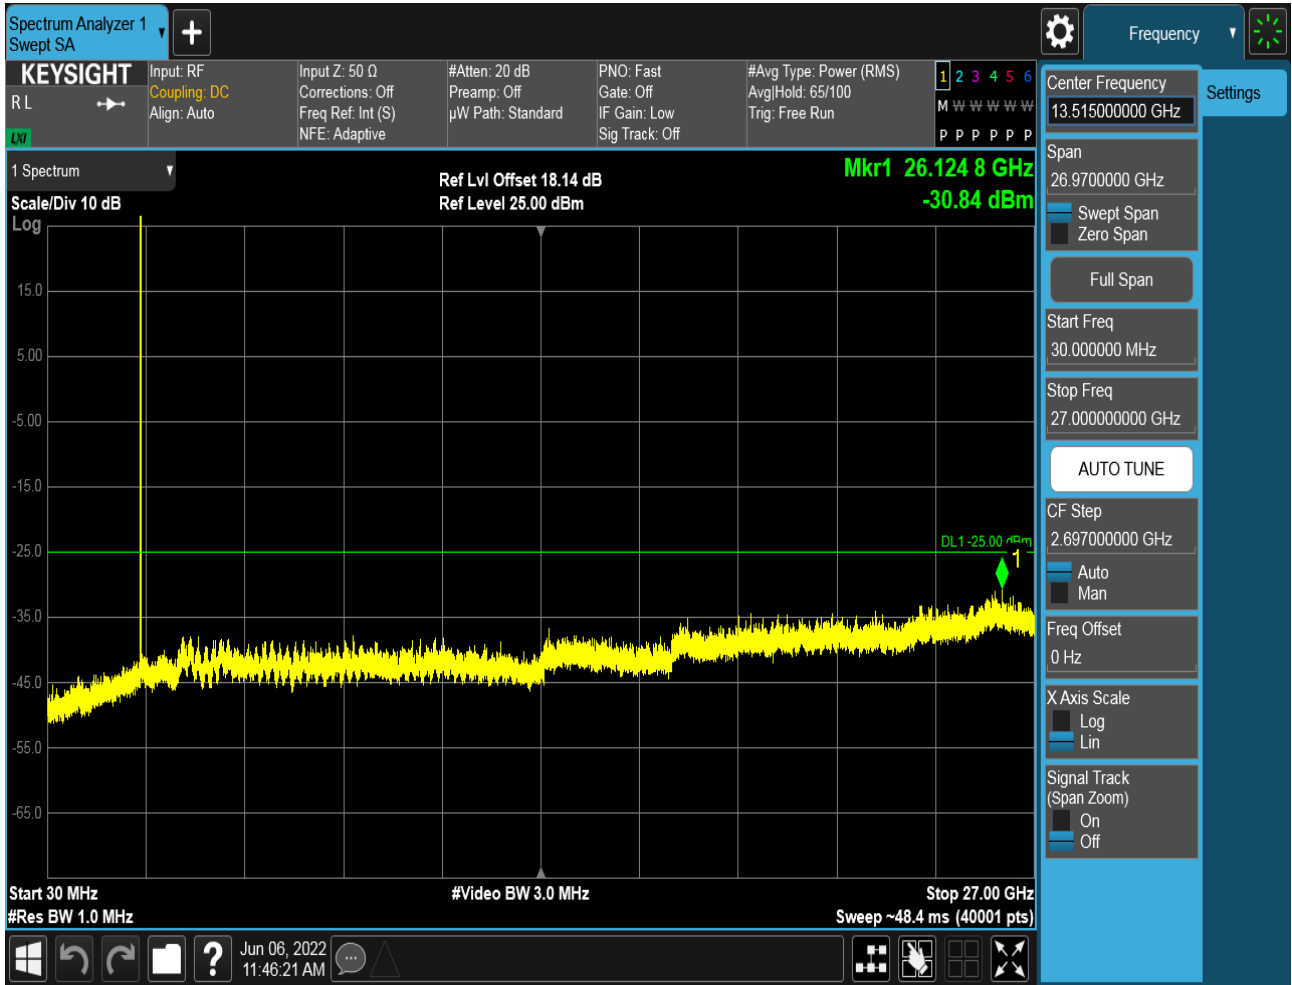 Spectrum Analyzer 1
Swept SA
Frequency
KEYSIGHT
R L
LXI
Input: RF
Coupling: DC
Align: Auto
Input Z: 50 Ω
Corrections: Off
Freq Ref: Int (S)
NFE: Adaptive
#Atten: 20 dB
Preamp: Off
µW Path: Standard
PNO: Fast
Gate: Off
IF Gain: Low
Sig Track: Off
#Avg Type: Power (RMS)
Avg|Hold: 65/100
Trig: Free Run
1 2 3 4 5 6
M W W W W W
P P P P P P
1 Spectrum
Scale/Div 10 dB
Log
Ref Lvl Offset 18.14 dB
Ref Level 25.00 dBm
Mkr1 26.124 8 GHz
-30.84 dBm
15.0
5.00
-5.00
-15.0
-25.0
-35.0
-45.0
-55.0
-65.0
DL1 -25.00 dBm
1
Start 30 MHz
#Res BW 1.0 MHz
#Video BW 3.0 MHz
Stop 27.00 GHz
Sweep ~48.4 ms (40001 pts)
Center Frequency
13.515000000 GHz
Settings
Span
26.9700000 GHz
Swept Span
Zero Span
Full Span
Start Freq
30.000000 MHz
Stop Freq
27.000000000 GHz
AUTO TUNE
CF Step
2.697000000 GHz
Auto
Man
Freq Offset
0 Hz
X Axis Scale
Log
Lin
Signal Track
(Span Zoom)
On
Off
?
Jun 06, 2022
11:46:21 AM